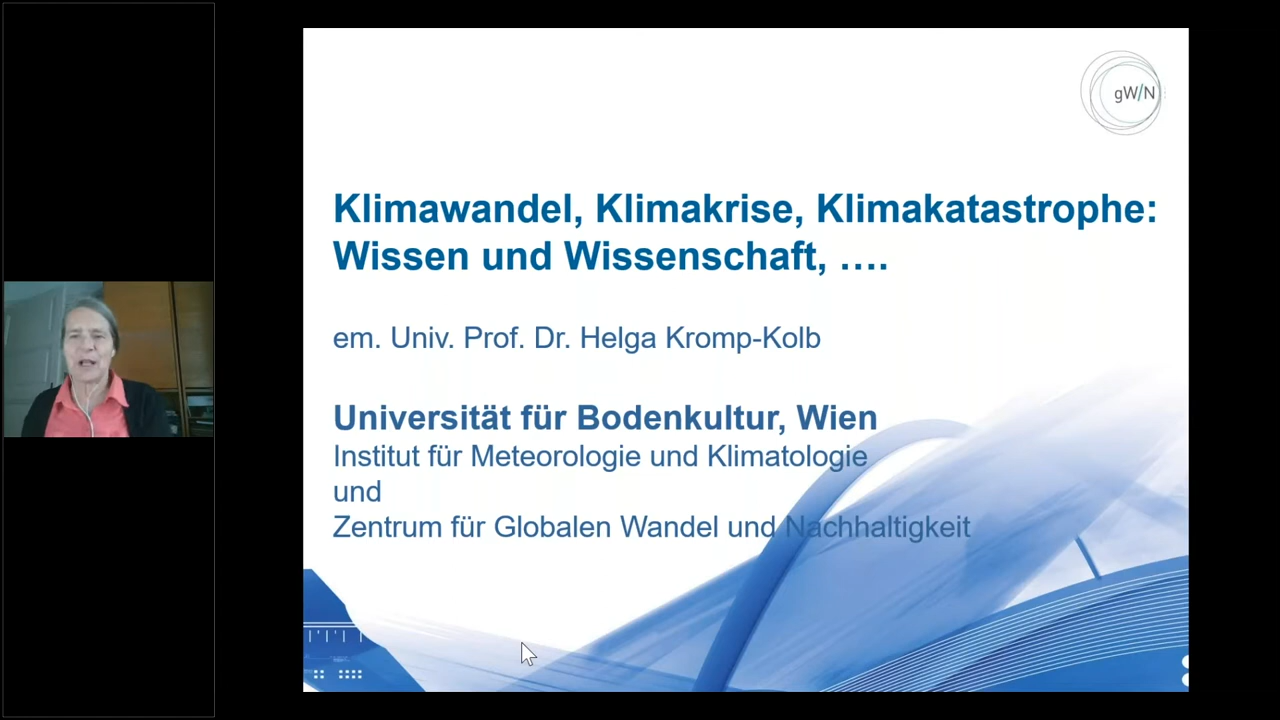 gW/N
Klimawandel, Klimakrise, Klimakatastrophe:
Wissen und Wissenschaft, ....
em. Univ. Prof. Dr. Helga Kromp-Kolb
Universität für Bodenkultur, Wien
Institut für Meteorologie und Klimatologie
und
Zentrum für Globalen Wandel und Nachhaltigkeit